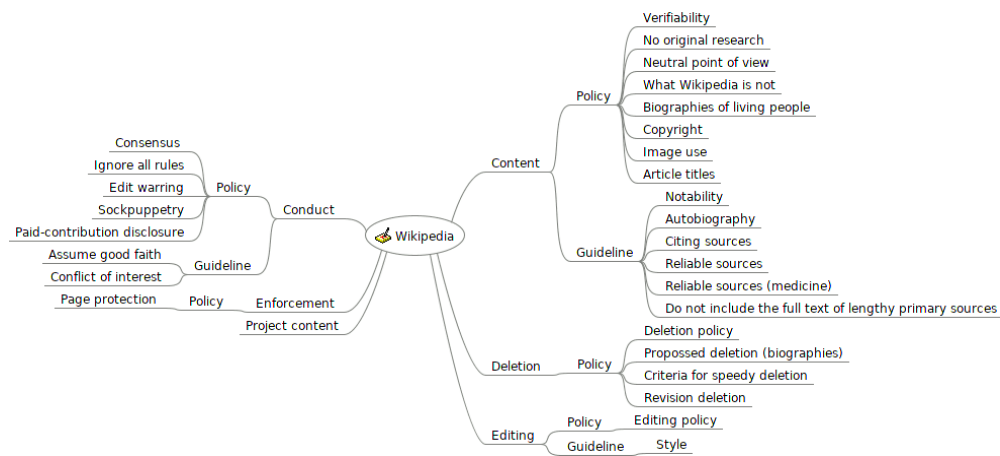 Wikipedia
Content
Policy
Verifiability
No original research
Neutral point of view
What Wikipedia is not
Biographies of living people
Copyright
Image use
Article titles
Guideline
Notability
Autobiography
Citing sources
Reliable sources
Reliable sources (medicine)
Do not include the full text of lengthy primary sources
Deletion
Policy
Deletion policy
Propossed deletion (biographies)
Criteria for speedy deletion
Revision deletion
Editing
Policy
Editing policy
Guideline
Style
Conduct
Policy
Consensus
Ignore all rules
Edit warring
Sockpuppetry
Paid-contribution disclosure
Guideline
Assume good faith
Conflict of interest
Enforcement
Policy
Page protection
Project content